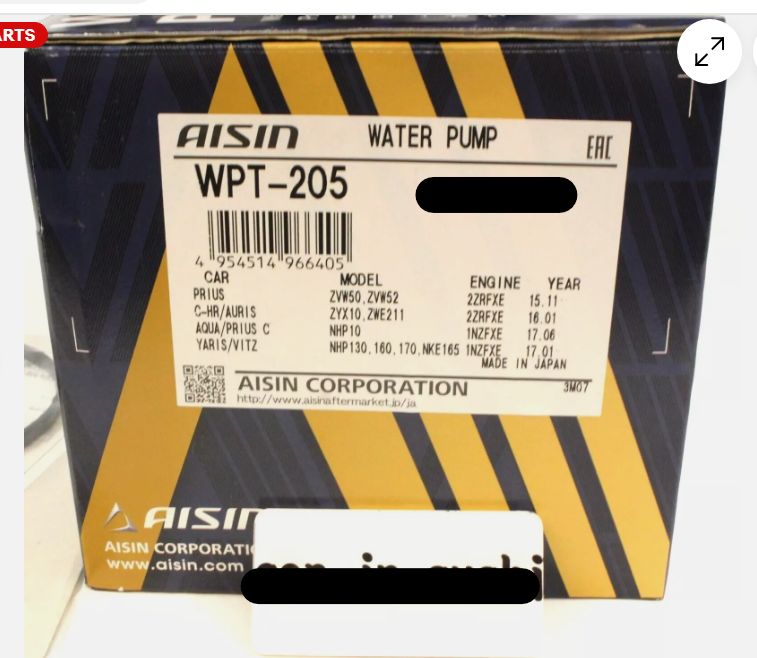 ARTS
AISIN WATER PUMP EAC
WPT-205
4 954514 966405
CAR MODEL ENGINE YEAR
PRIUS ZVW50,ZVW52 2ZRFXE 15.11
C-HR/AURIS ZYX10,ZWE211 2ZRFXE 16.01
AQUA/PRIUS C NHP10 1NZFXE 17.06
YARIS/VITZ NHP130,160,170,NKE165 1NZFXE 17.01
MADE IN JAPAN
AISIN CORPORATION 3M07
http://www.aisinaftermarket.jp/ja
AISIN
AISIN CORPORATI
www.aisin.com